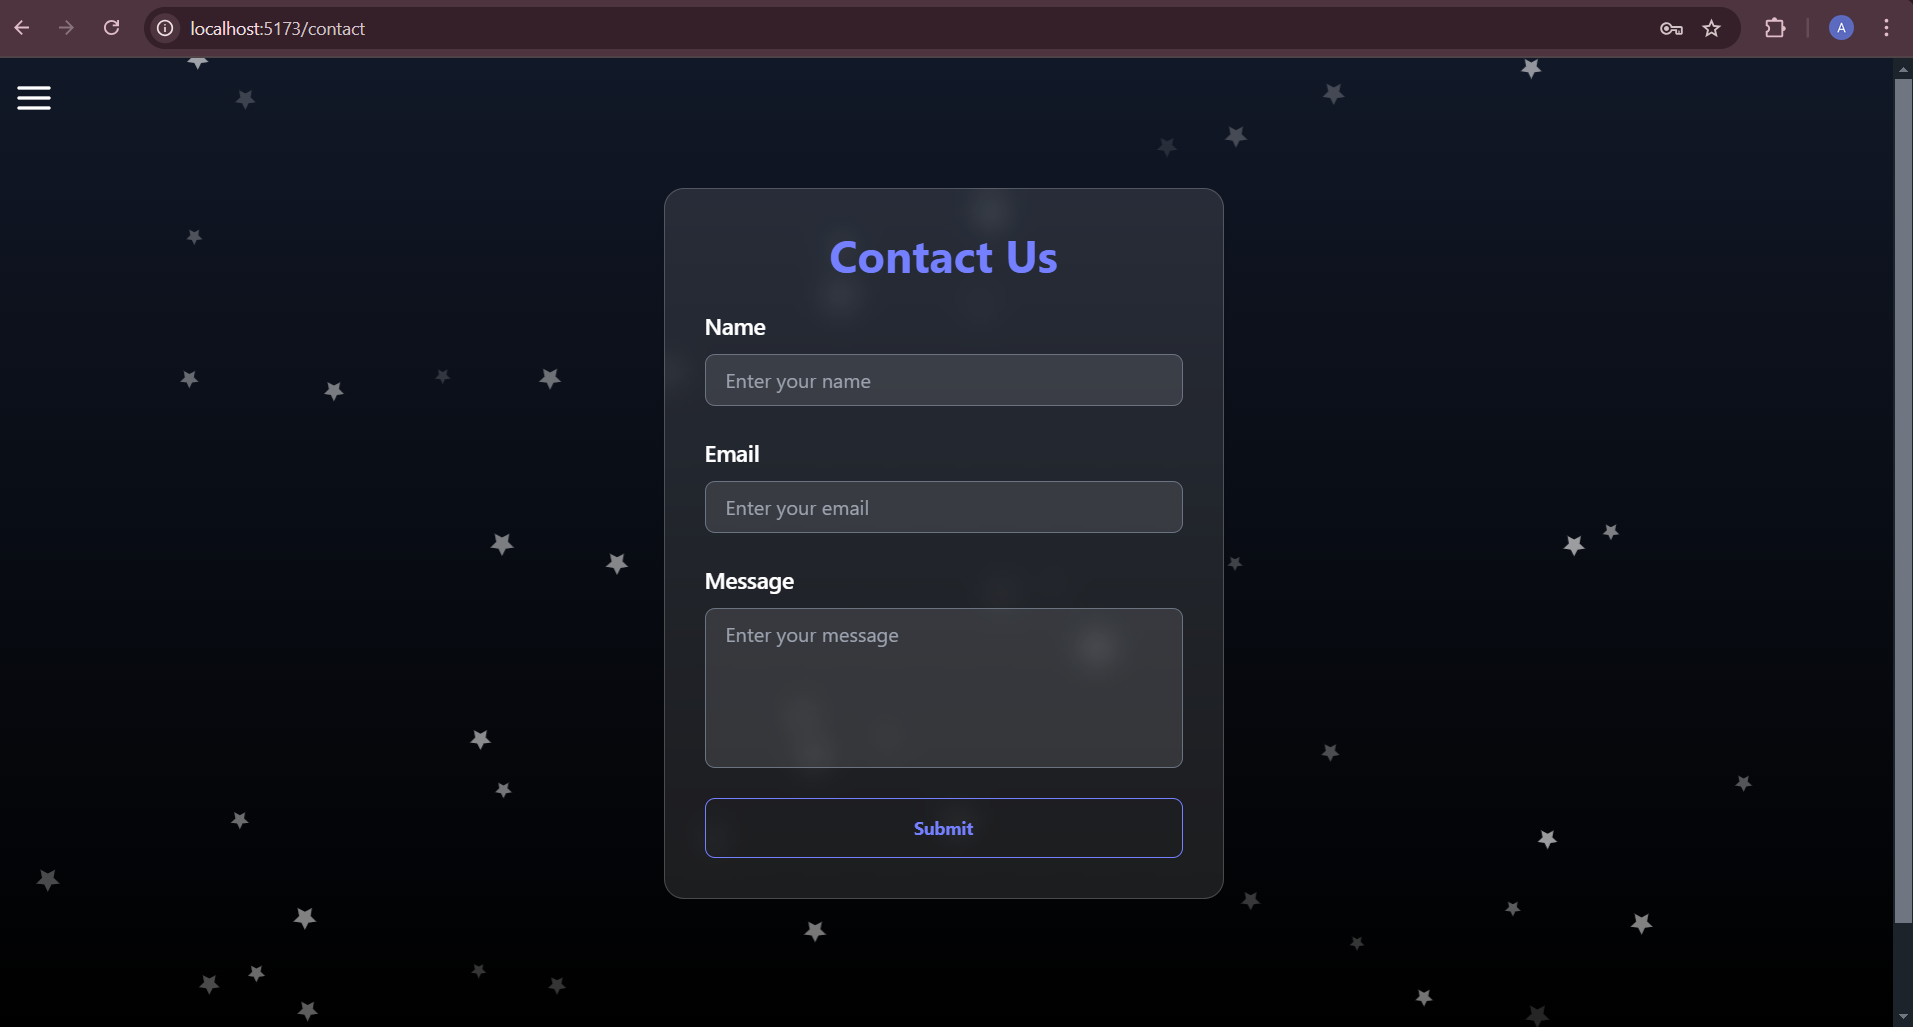 localhost:5173/contact
A
Contact Us
Name
Enter your name
Email
Enter your email
Message
Enter your message
Submit